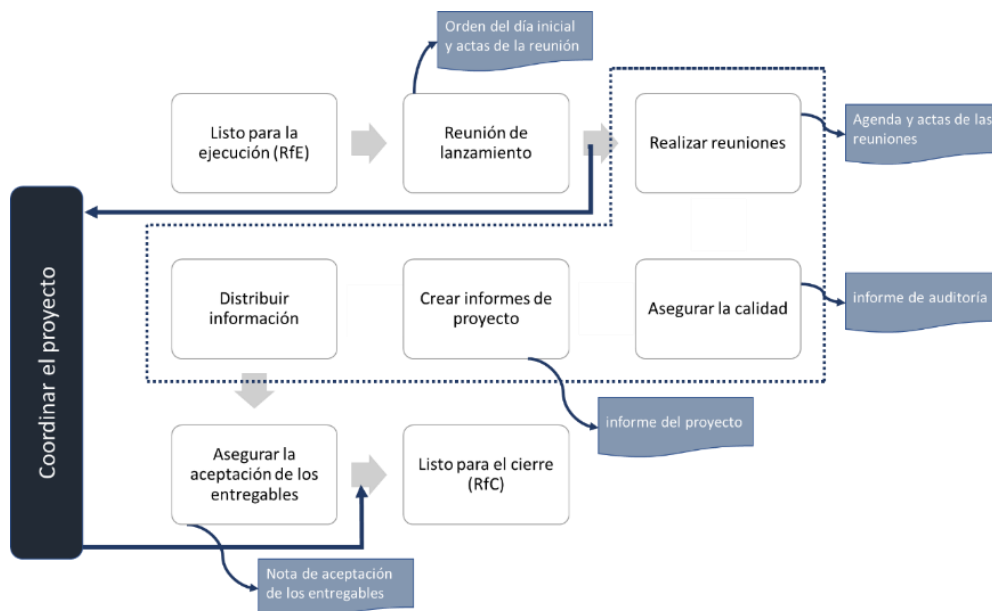 Orden del día inicial
y actas de la reunión
Listo para la
ejecución (RfE)
Reunión de
lanzamiento
Realizar reuniones
Agenda y actas de las
reuniones
Coordinar el proyecto
Distribuir
información
Crear informes de
proyecto
Asegurar la calidad
informe de auditoría
Asegurar la
aceptación de los
entregables
Listo para el cierre
(RfC)
informe del proyecto
Nota de aceptación
de los entregables